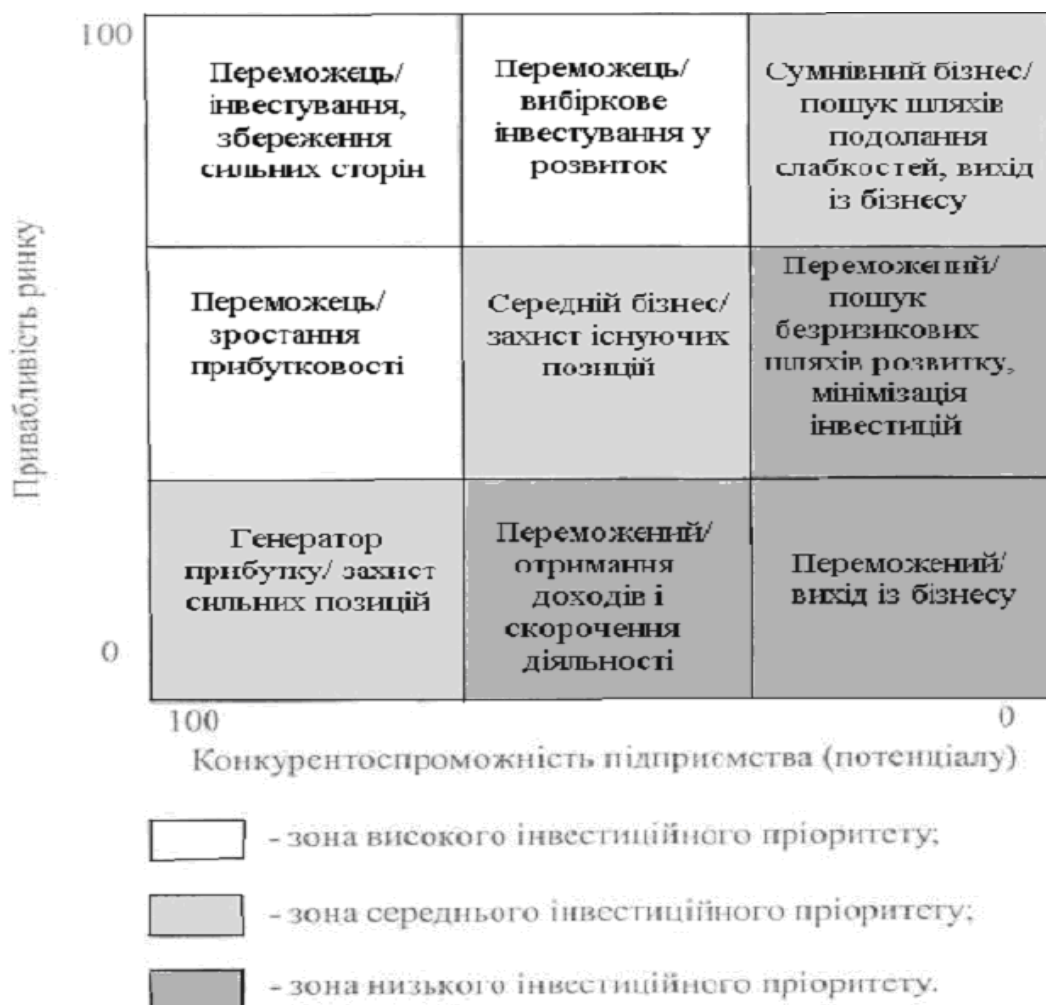 100
Переможець/
інвестування,
збереження
сильних сторін
Переможець/
вибіркове
інвестування у
розвиток
Сумнівний бізнес/
пошук шляхів
подолання
слабкостей, вихід
із бізнесу
Привабливість ринку
Переможець/
зростання
прибутковості
Середній бізнес/
захист існуючих
позицій
Переможений/
пошук
безризикових
шляхів розвитку,
мінімізація
інвестицій
Генератор
прибутку/ захист
сильних позицій
Переможений/
отримання
доходів і
скорочення
діяльності
Переможений/
вихід із бізнесу
0
100
0
Конкурентоспроможність підприємства (потенціалу)
- зона високого інвестиційного пріоритету;
- зона середнього інвестиційного пріоритету;
- зона низького інвестиційного пріоритету.